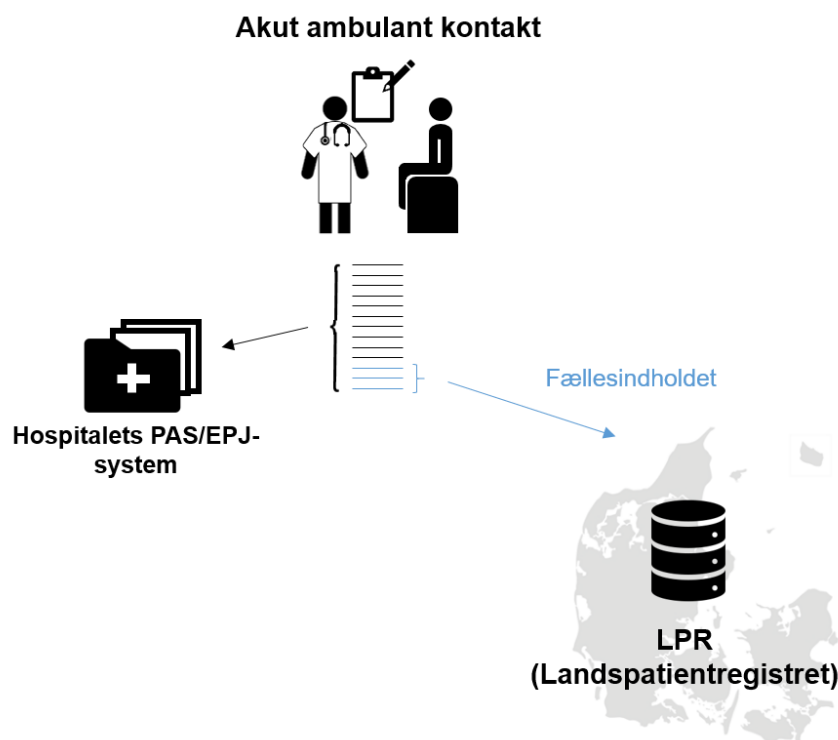 Akut ambulant kontakt
Fællesindholdet
Hospitalets PAS/EPJ-
system
LPR
(Landspatientregistret)